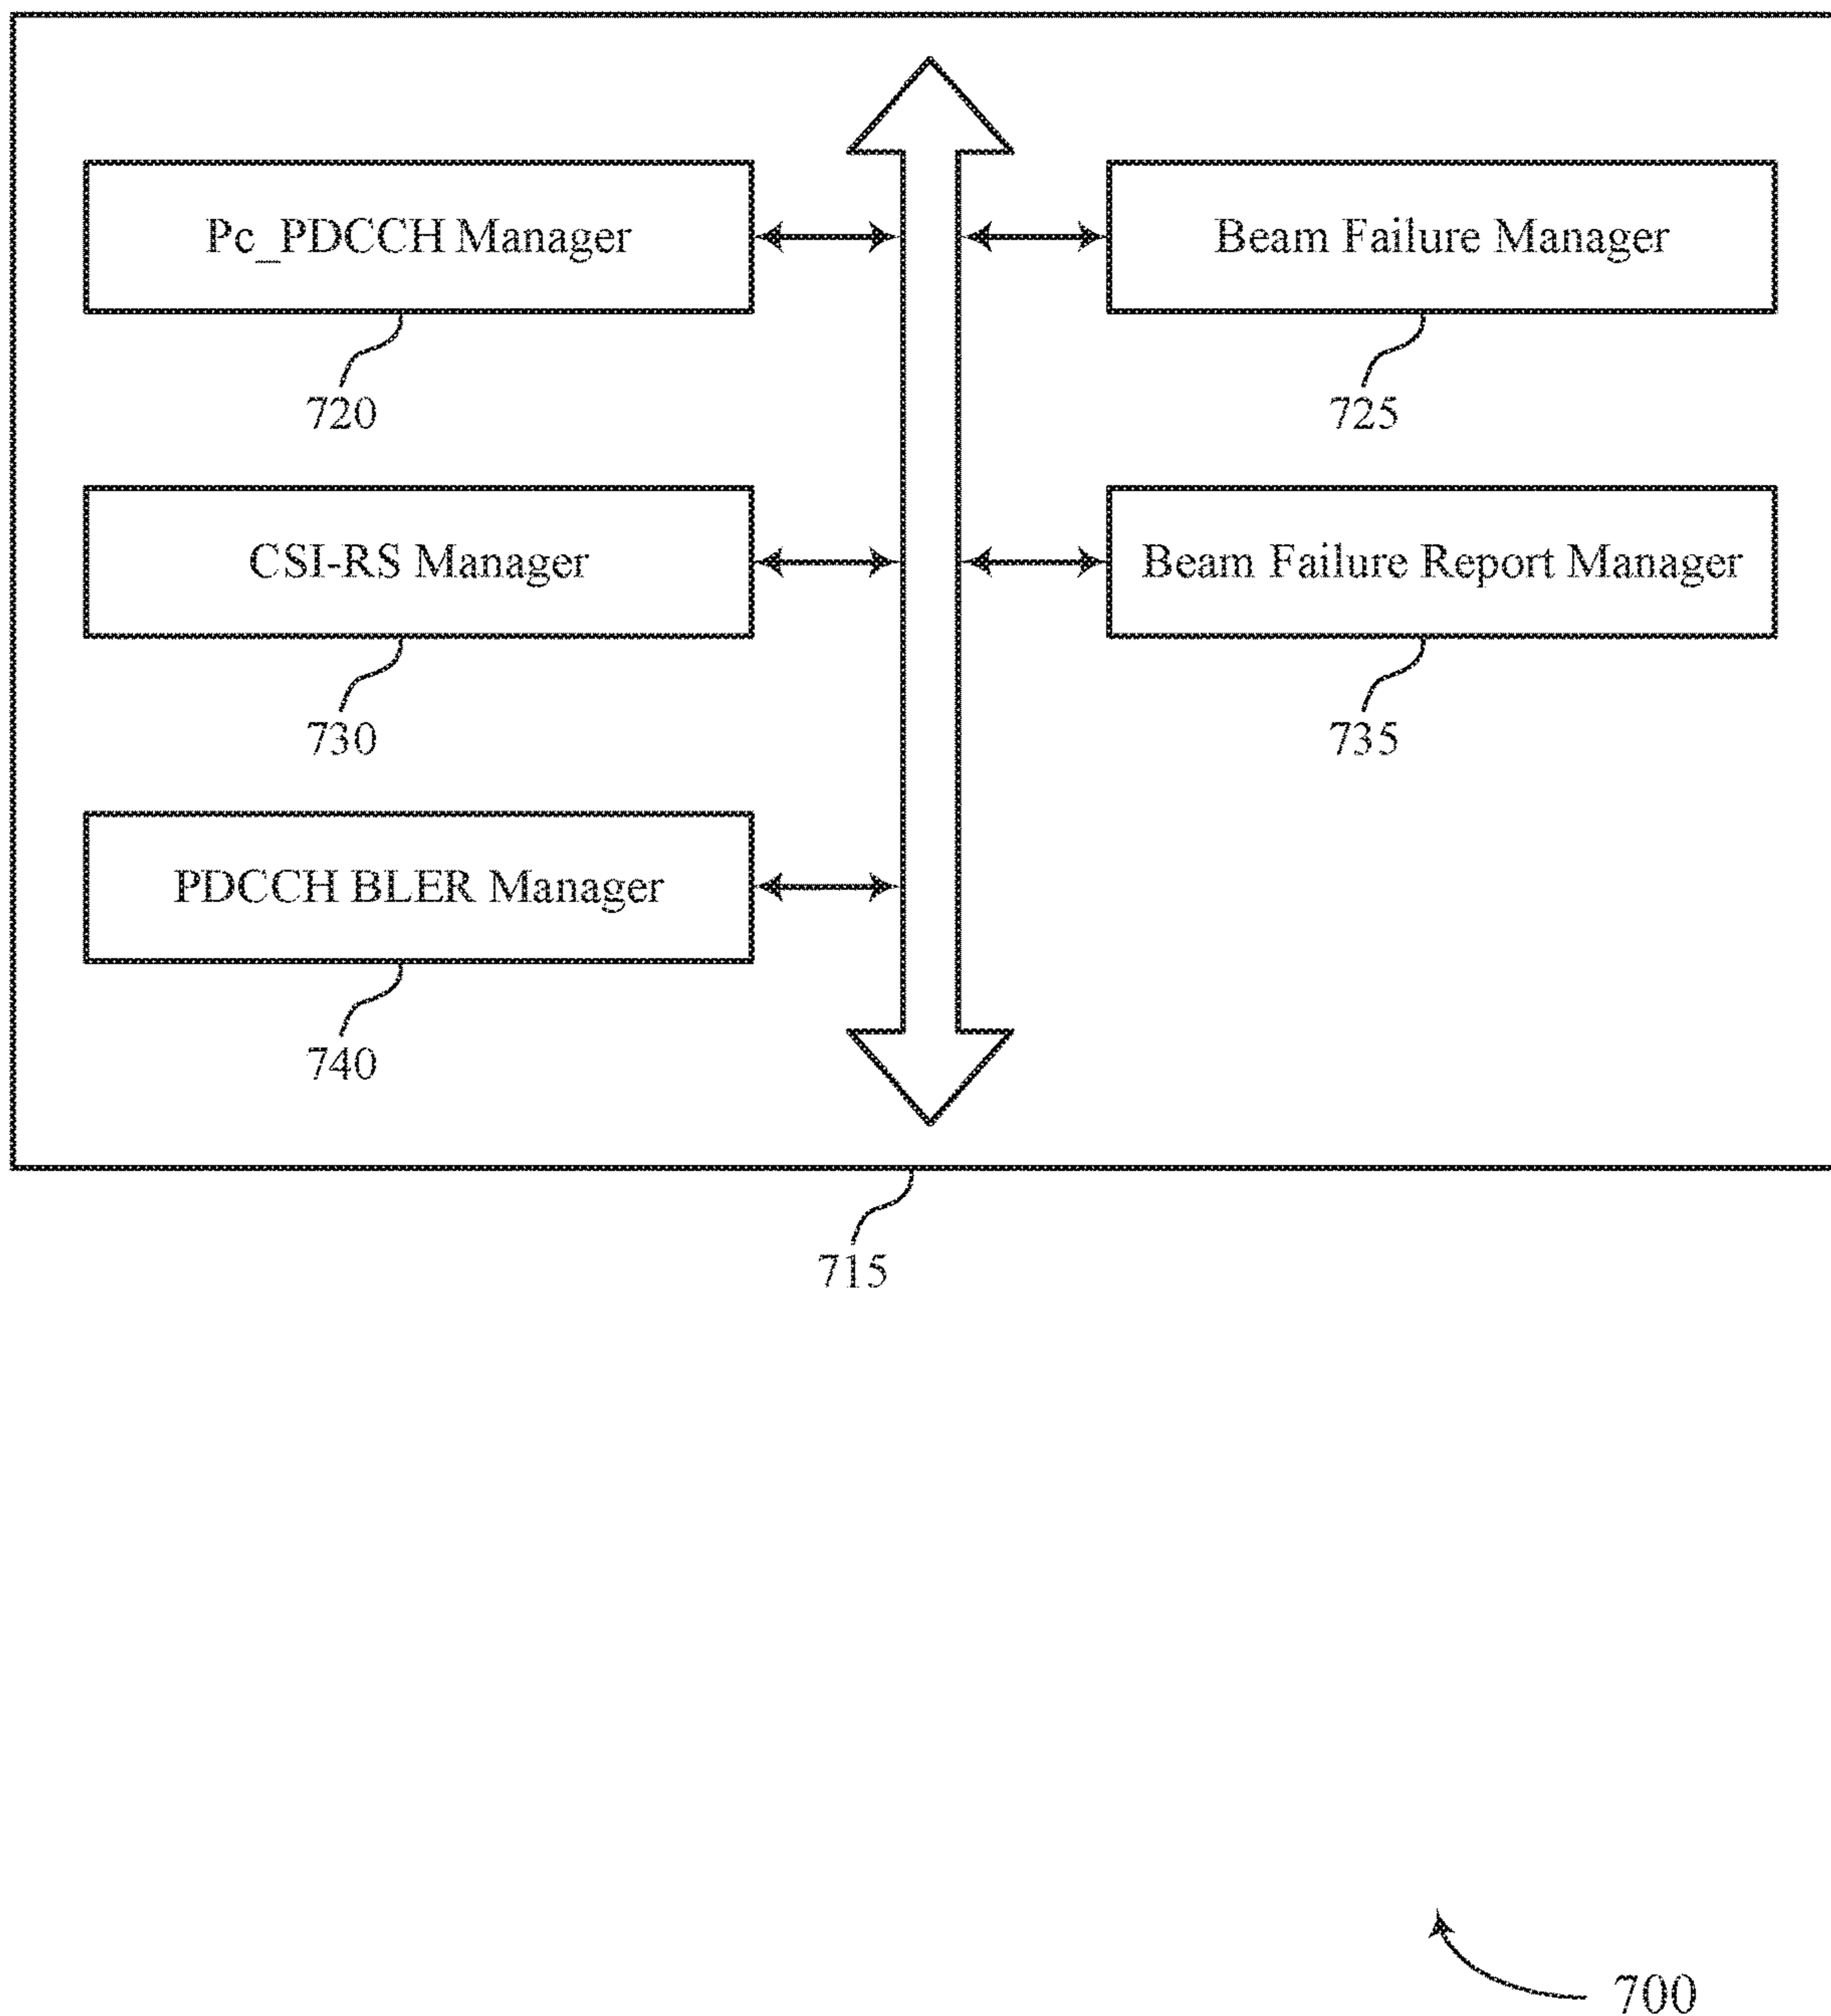 Pc_PDCCH Manager
720
Beam Failure Manager
725
CSI-RS Manager
730
Beam Failure Report Manager
735
PDCCH BLER Manager
740
715
700